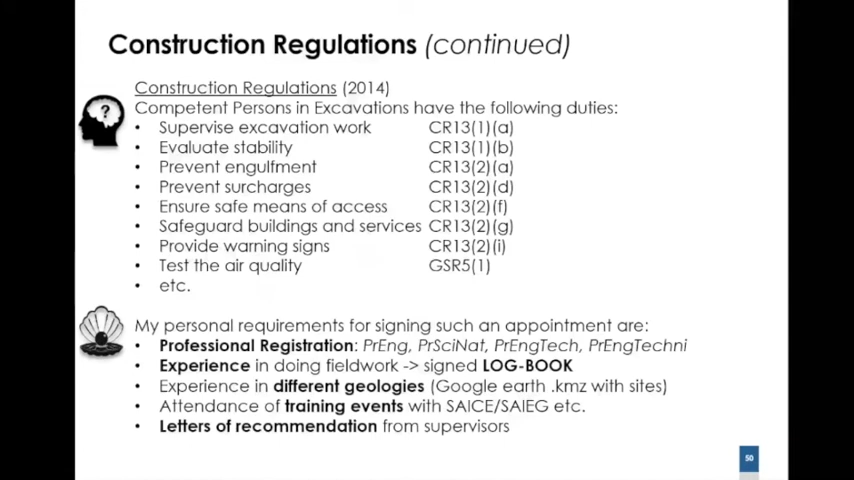 Construction Regulations (continued)
Construction Regulations (2014)
?
Competent Persons in Excavations have the following duties:
• Supervise excavation work CR13(1)(a)
• Evaluate stability CR13(1)(b)
• Prevent engulfment CR13(2)(a)
• Prevent surcharges CR13(2)(d)
• Ensure safe means of access CR13(2)(f)
• Safeguard buildings and services CR13(2)(g)
• Provide warning signs CR13(2)(i)
• Test the air quality GSR5(1)
• etc.
My personal requirements for signing such an appointment are:
• Professional Registration: PrEng, PrSciNat, PrEngTech, PrEngTechni
• Experience in doing fieldwork -> signed LOG-BOOK
• Experience in different geologies (Google earth .kmz with sites)
• Attendance of training events with SAICE/SAIEG etc.
• Letters of recommendation from supervisors
50